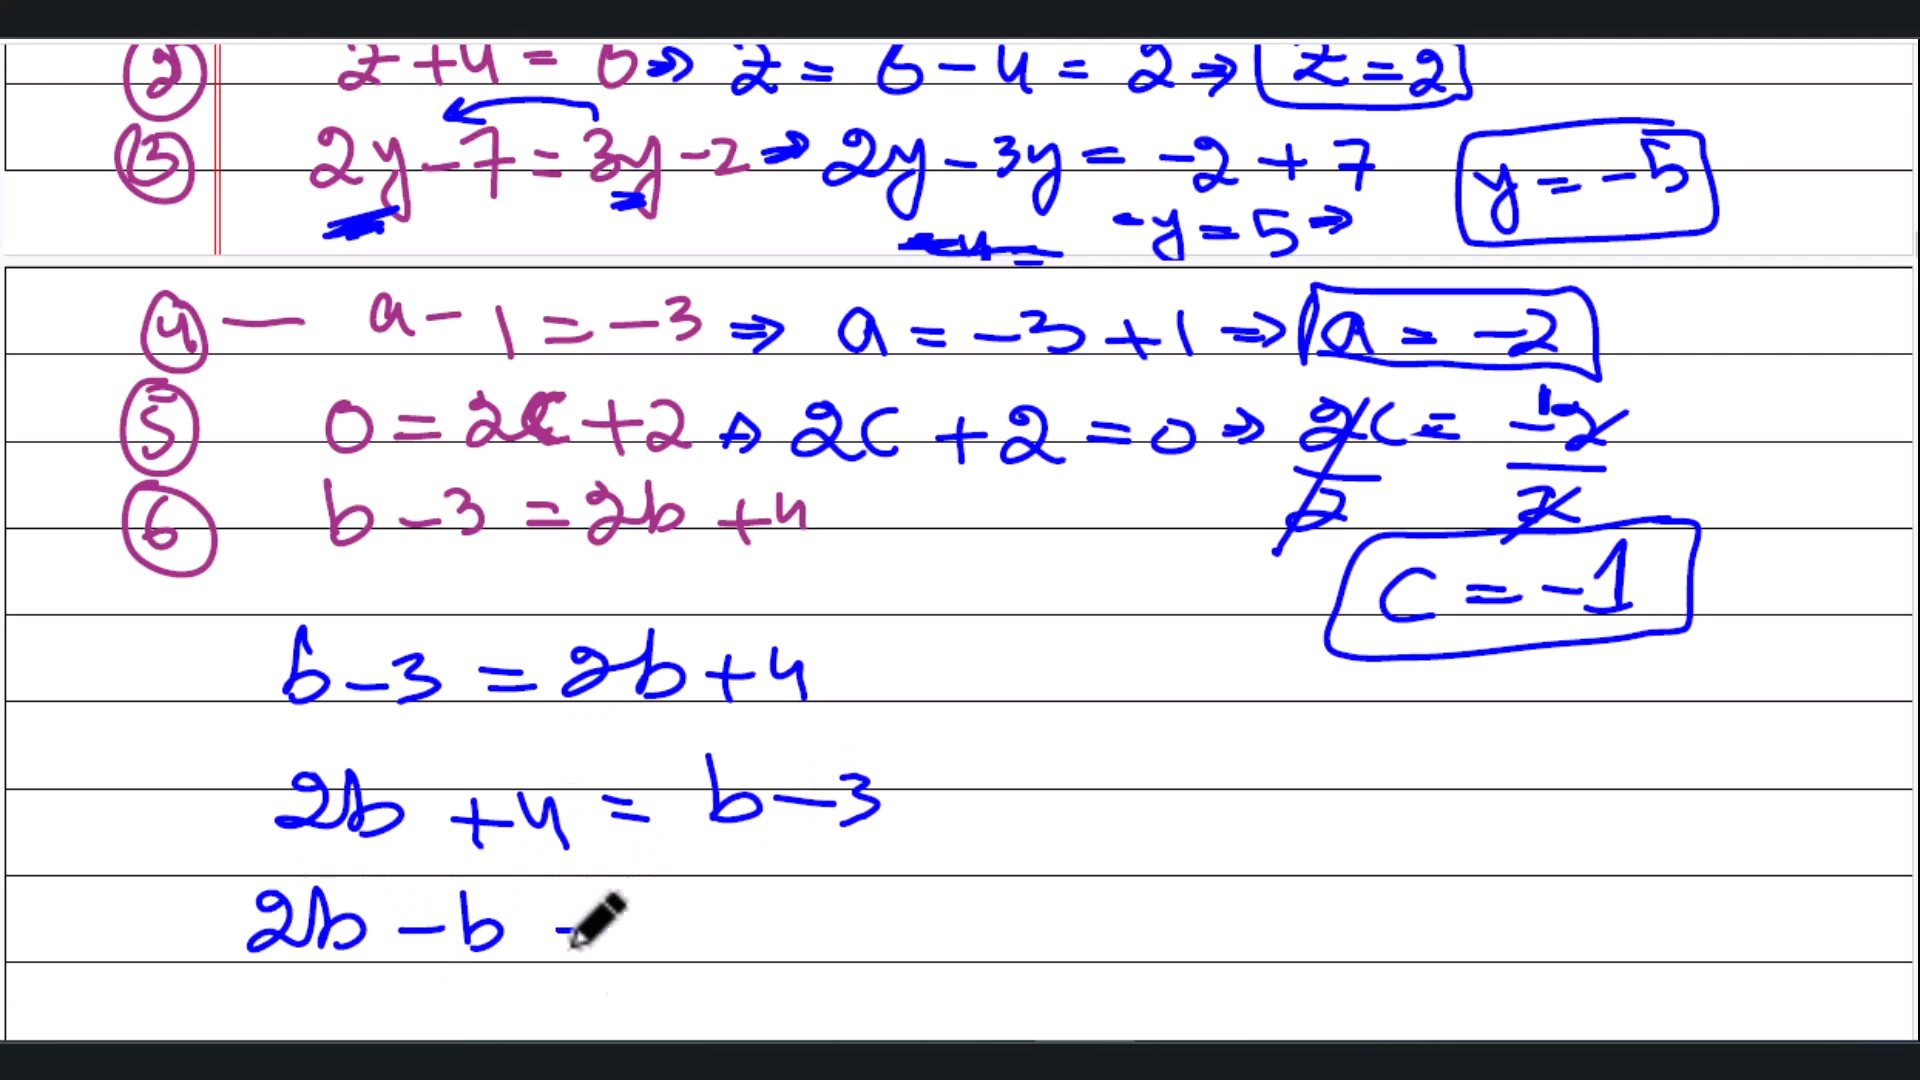 ② z + 4 = 6 ⇒ z = 6 - 4 = 2 ⇒ z = 2
③ 2y - 7 = 3y - 2 ⇒ 2y - 3y = -2 + 7
-y = 5 ⇒ y = -5
④ — a - 1 = -3 ⇒ a = -3 + 1 ⇒ a = -2
⑤ 0 = 2c + 2 ⇒ 2c + 2 = 0 ⇒ 2c/2 = -2/2
⑥ b - 3 = 2b + 4
c = -1
b - 3 = 2b + 4
2b + 4 = b - 3
2b - b -